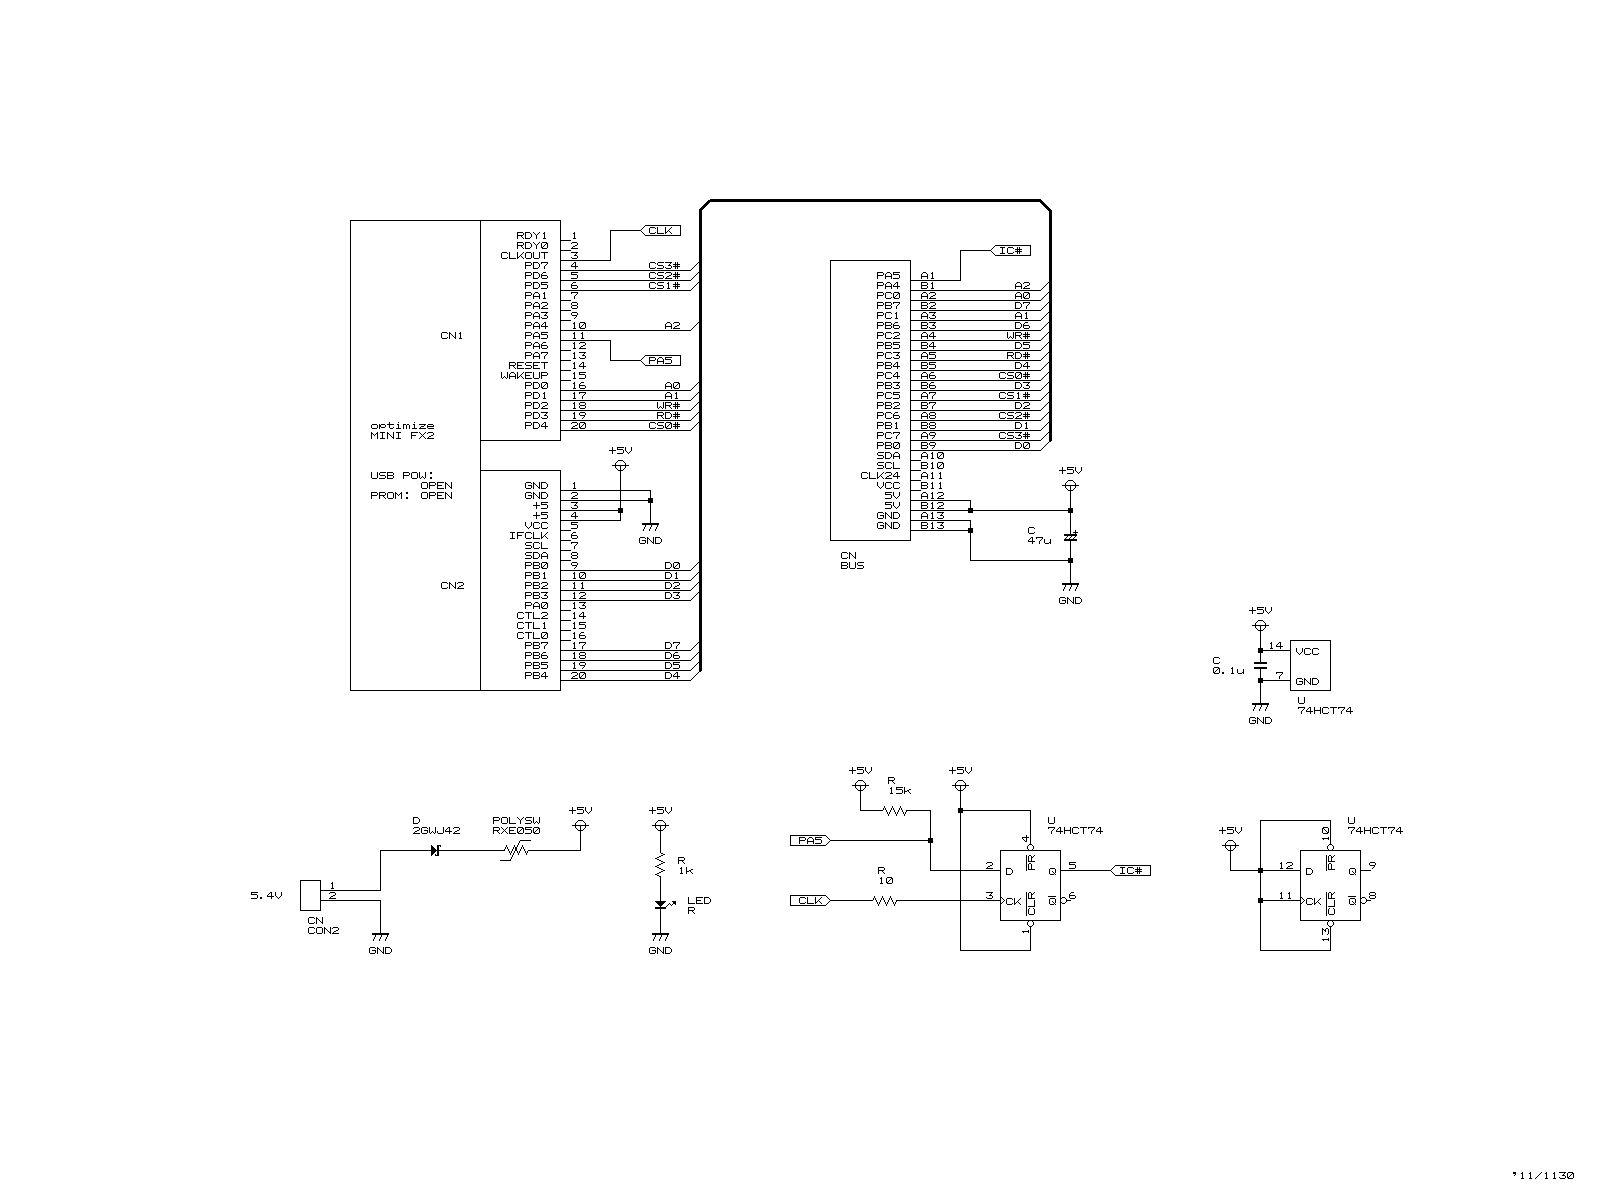 RDY1 1
RDY0 2
CLKOUT 3 CLK
PD7 4 CS3#
PD6 5 CS2#
PD5 6 CS1#
PA1 7
PA2 8
PA3 9
PA4 10 A2
CN1
PA5 11
PA6 12
PA7 13 PA5
RESET 14
WAKEUP 15
PD0 16 A0
PD1 17 A1
PD2 18 WR#
PD3 19 RD#
PD4 20 CS0#
optimize
MINI FX2
USB POW:
OPEN
PROM: OPEN
+5V
GND 1
GND 2
+5 3
+5 4
VCC 5
IFCLK 6
SCL 7
SDA 8
GND
PB0 9 D0
PB1 10 D1
PB2 11 D2
PB3 12 D3
CN2
PA0 13
CTL2 14
CTL1 15
CTL0 16
PB7 17 D7
PB6 18 D6
PB5 19 D5
PB4 20 D4
IC#
PA5 A1
PA4 B1 A2
PC0 A2 A0
PB7 B2 D7
PC1 A3 A1
PB6 B3 D6
PC2 A4 WR#
PB5 B4 D5
PC3 A5 RD#
PB4 B5 D4
PC4 A6 CS0#
PB3 B6 D3
PC5 A7 CS1#
PB2 B7 D2
PC6 A8 CS2#
PB1 B8 D1
PC7 A9 CS3#
PB0 B9 D0
SDA A10
SCL B10
CLK24 A11
VCC B11
5V A12
5V B12
GND A13
GND B13
CN
BUS
+5V
C
47u
+
GND
+5V
14 VCC
C
0.1u
7 GND
GND
U
74HCT74
5.4V
1
2
CN
CON2
GND
D
2GWJ42
POLYSW
RXE050
+5V
+5V
R
1k
LED
R
GND
+5V
R
15k
+5V
PA5
R
10
CLK
U
74HCT74
4
PR
2 D Q 5 IC#
3 CK Q 6
CLR
1
+5V
U
74HCT74
10
PR
12 D Q 9
11 CK Q 8
CLR
13
'11/1130